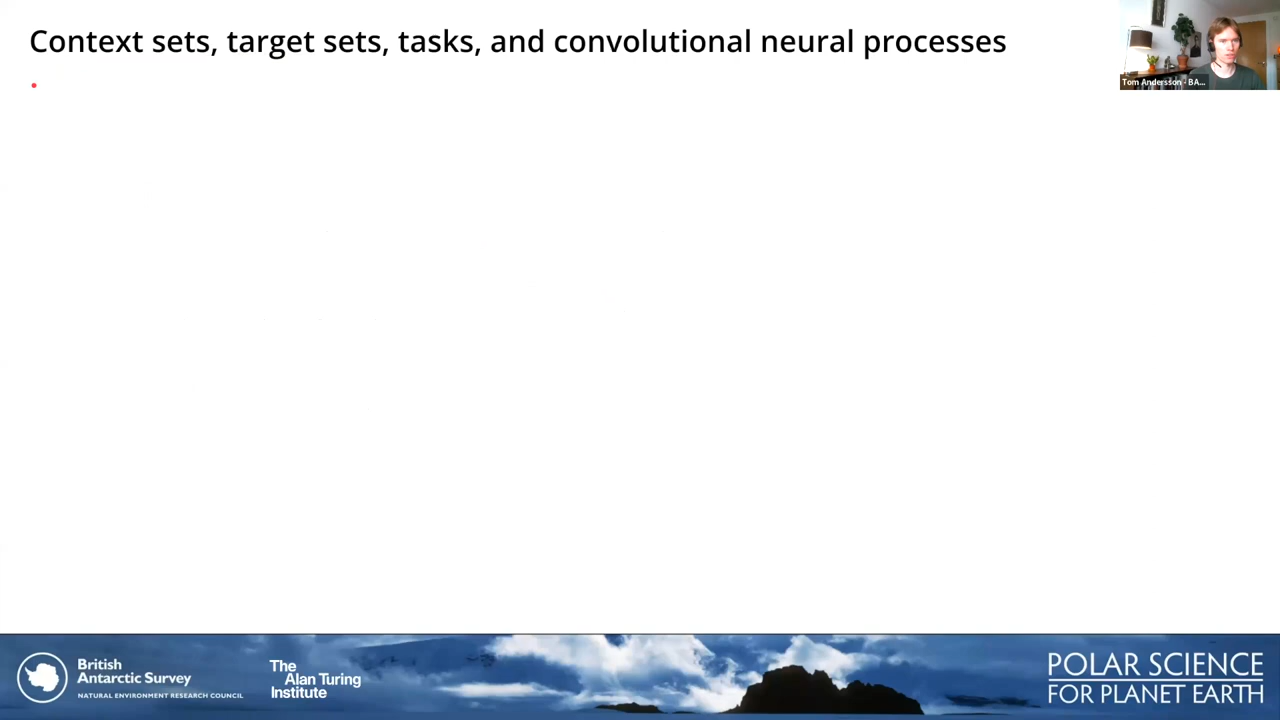 Context sets, target sets, tasks, and convolutional neural processes
Tom Andersson - BA...
British
Antarctic Survey
NATURAL ENVIRONMENT RESEARCH COUNCIL
The
Alan Turing
Institute
POLAR SCIENCE
FOR PLANET EARTH